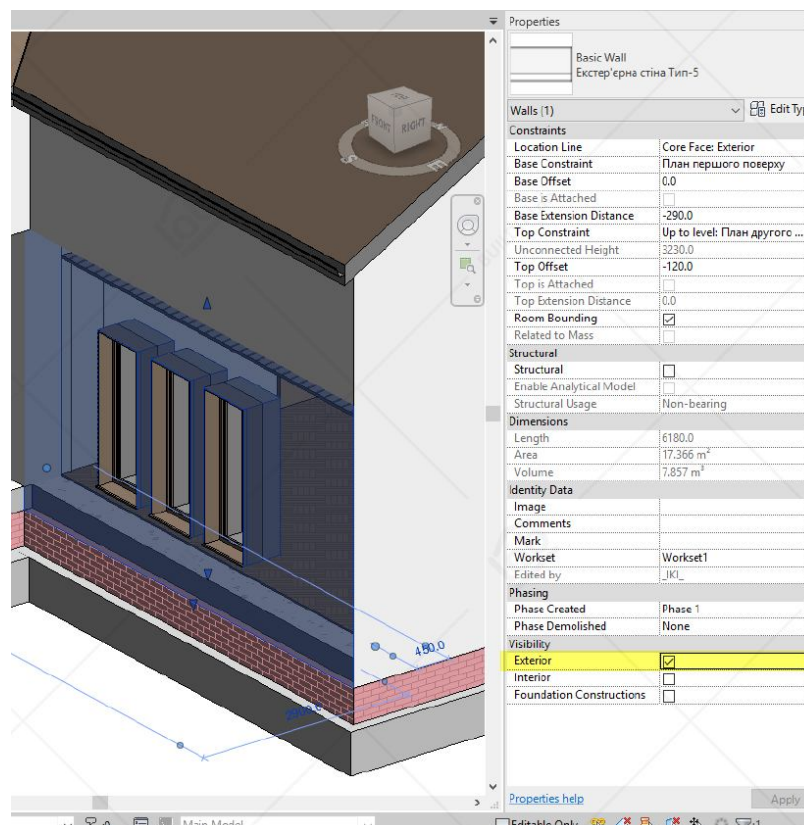 Properties
Basic Wall
Екстер'єрна стіна Тип-5
Walls (1)
Edit Typ
Constraints
Location Line Core Face: Exterior
Base Constraint План першого поверху
Base Offset 0.0
Base is Attached
Base Extension Distance -290.0
Top Constraint Up to level: План другого ...
Unconnected Height 3230.0
Top Offset -120.0
Top is Attached
Top Extension Distance 0.0
Room Bounding
Related to Mass
Structural
Structural
Enable Analytical Model
Structural Usage Non-bearing
Dimensions
Length 6180.0
Area 17.366 m²
Volume 7.857 m³
Identity Data
Image
Comments
Mark
Workset Workset1
Edited by _IKI_
Phasing
Phase Created Phase 1
Phase Demolished None
Visibility
Exterior
Interior
Foundation Constructions
Properties help
Apply
TOP
FRONT
RIGHT
S
E
450.0
Main Model
Editable Only
:0
:1